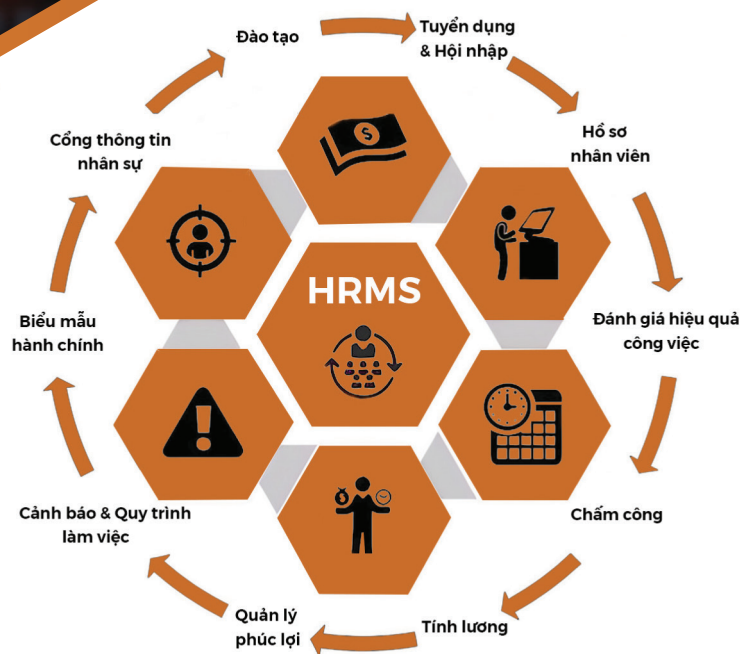 Đào tạo
Tuyển dụng
& Hội nhập
Hồ sơ
nhân viên
Đánh giá hiệu quả
công việc
Chấm công
Tính lương
Quản lý
phúc lợi
Cảnh báo & Quy trình
làm việc
Biểu mẫu
hành chính
Cổng thông tin
nhân sự
$
HRMS